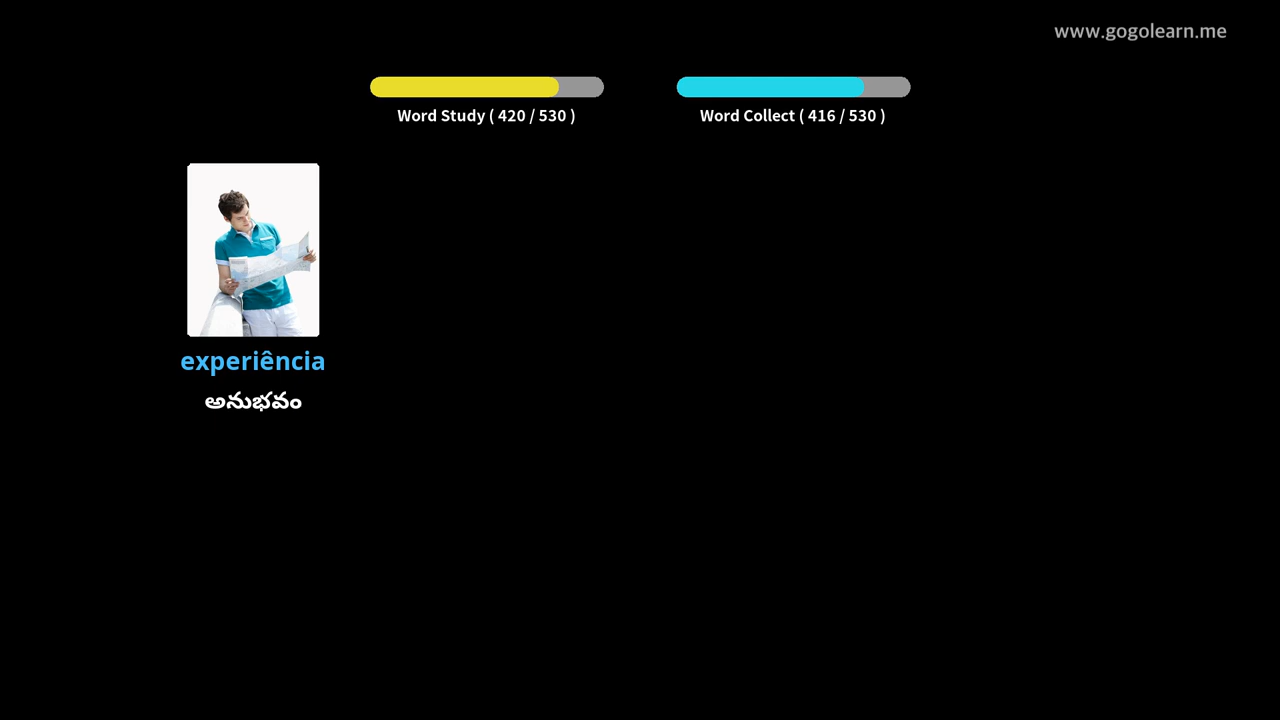 www.gogolearn.me
Word Study ( 420 / 530 )
Word Collect ( 416 / 530 )
experiência
అనుభవం